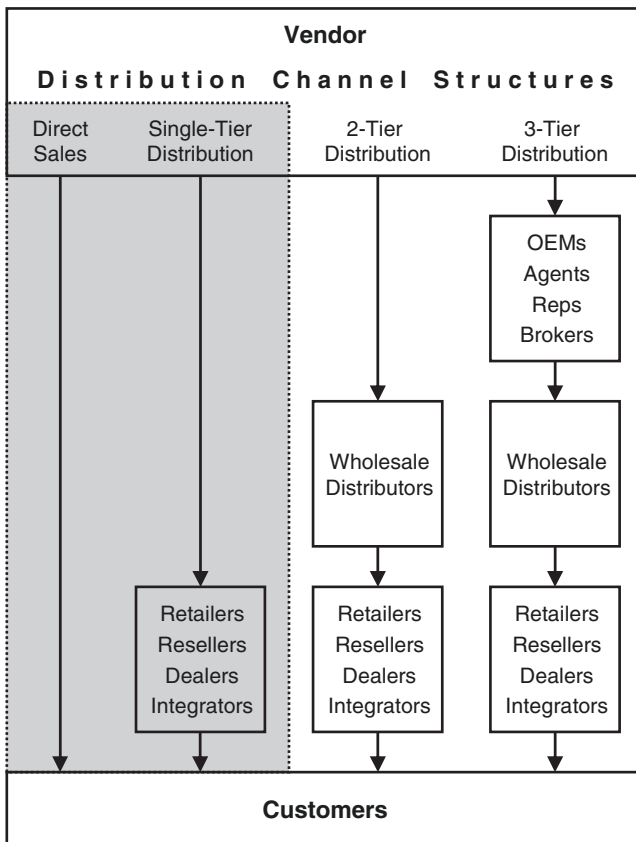 Vendor
Distribution Channel Structures
Direct
Sales
Single-Tier
Distribution
2-Tier
Distribution
3-Tier
Distribution
OEMs
Agents
Reps
Brokers
Wholesale
Distributors
Wholesale
Distributors
Retailers
Resellers
Dealers
Integrators
Retailers
Resellers
Dealers
Integrators
Retailers
Resellers
Dealers
Integrators
Customers